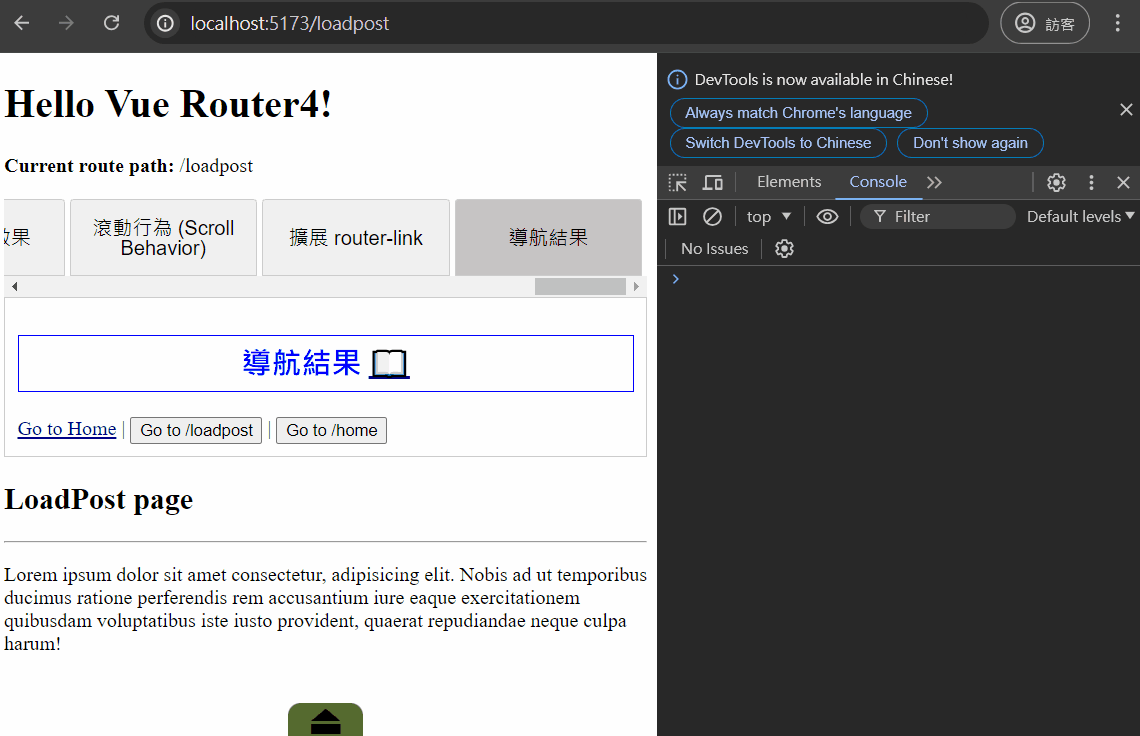 localhost:5173/loadpost
訪客
Hello Vue Router4!
Current route path: /loadpost
效果
滾動行為 (Scroll
Behavior)
擴展 router-link
導航結果
導航結果
Go to Home | Go to /loadpost | Go to /home
LoadPost page
Lorem ipsum dolor sit amet consectetur, adipisicing elit. Nobis ad ut temporibus
ducimus ratione perferendis rem accusantium iure eaque exercitationem
quibusdam voluptatibus iste iusto provident, quaerat repudiandae neque culpa
harum!
DevTools is now available in Chinese!
Always match Chrome's language
Switch DevTools to Chinese
Don't show again
Elements
Console
top
Filter
Default levels
No Issues